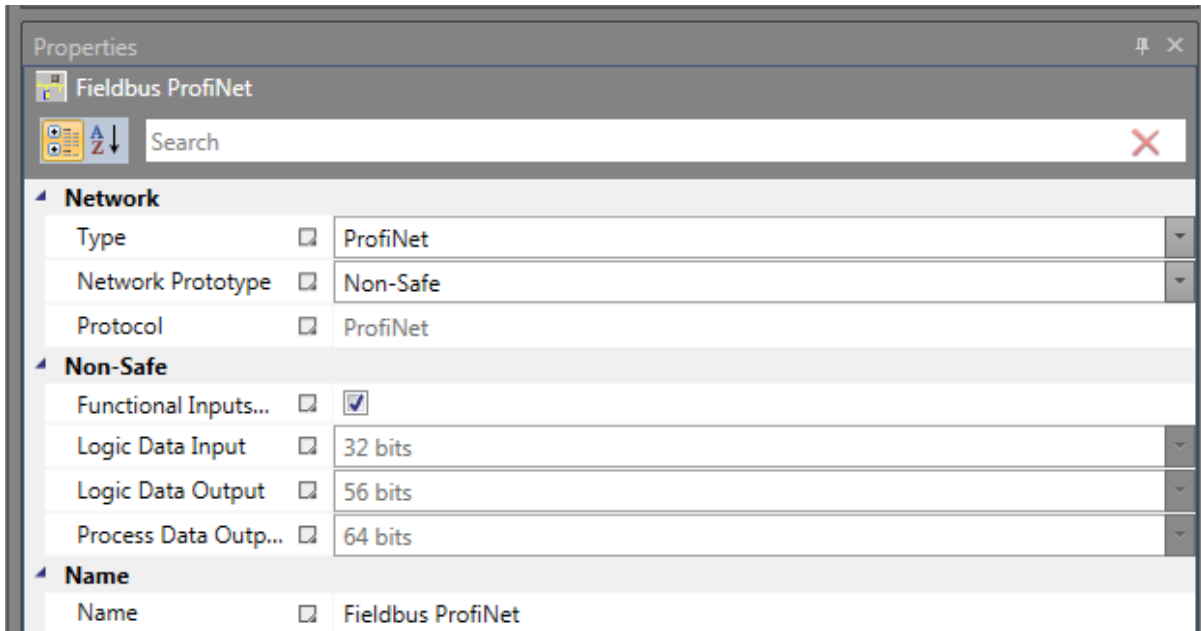 Properties
Fieldbus ProfiNet
Search
Network
Type ProfiNet
Network Prototype Non-Safe
Protocol ProfiNet
Non-Safe
Functional Inputs...
Logic Data Input 32 bits
Logic Data Output 56 bits
Process Data Outp... 64 bits
Name
Name Fieldbus ProfiNet